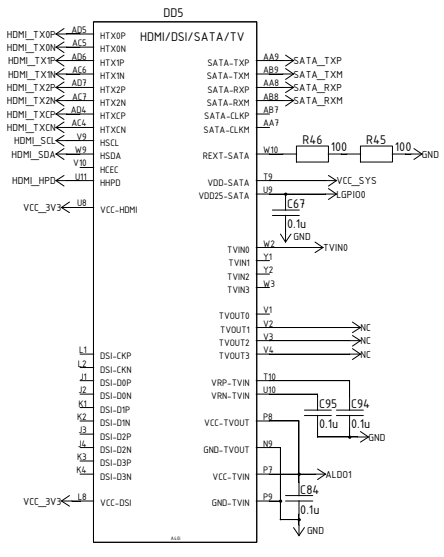 DD5
HDMI/DSI/SATA/TV
HDMI_TX0P AD5 HTX0P
HDMI_TX0N AC5 HTX0N
HDMI_TX1P AD6 HTX1P
HDMI_TX1N AC6 HTX1N
HDMI_TX2P AD7 HTX2P
HDMI_TX2N AC7 HTX2N
HDMI_TXCP AD4 HTXCP
HDMI_TXCN AC4 HTXCN
HDMI_SCL V9 HSCL
HDMI_SDA W9 HSDA
V10 HCEC
HDMI_HPD U11 HHPD
VCC_3V3 U8 VCC-HDMI
L1 DSI-CKP
L2 DSI-CKN
J1 DSI-D0P
J2 DSI-D0N
K1 DSI-D1P
K2 DSI-D1N
J3 DSI-D2P
J4 DSI-D2N
K3 DSI-D3P
K4 DSI-D3N
VCC_3V3 L8 VCC-DSI
SATA-TXP AA9 SATA_TXP
SATA-TXM AB9 SATA_TXM
SATA-RXP AA8 SATA_RXP
SATA-RXM AB8 SATA_RXM
SATA-CLKP AB7
SATA-CLKM AA7
REXT-SATA W10 R46 100 R45 100 GND
VDD-SATA T9 VCC_SYS
VDD25-SATA U9 LGPIO0
C67
0.1u
GND
TVIN0 W2 TVIN0
TVIN1 Y1
TVIN2 Y2
TVIN3 W3
TVOUT0 V1
TVOUT1 V2 NC
TVOUT2 V3 NC
TVOUT3 V4 NC
VRP-TVIN T10
VRN-TVIN U10
C95 C94
0.1u 0.1u
GND
VCC-TVOUT P8
GND-TVOUT N9
VCC-TVIN P7 ALDO1
GND-TVIN P9
C84
0.1u
GND